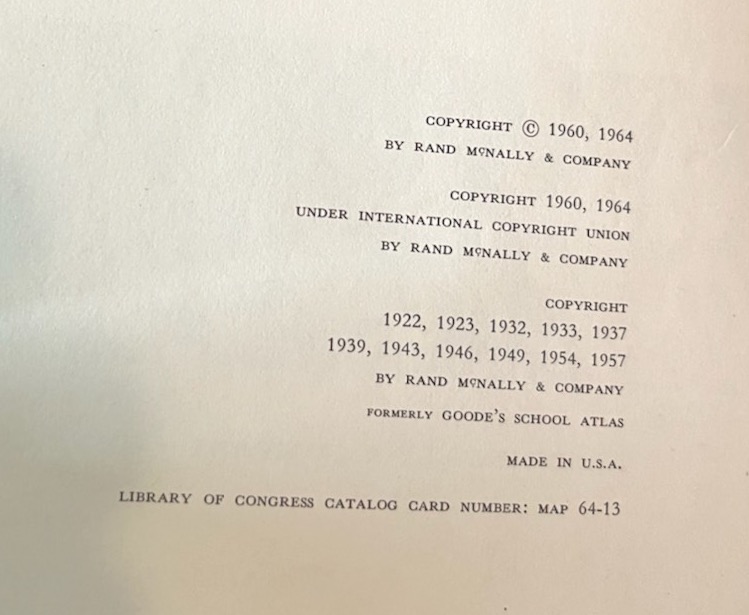 COPYRIGHT © 1960, 1964
BY RAND MᶜNALLY & COMPANY
COPYRIGHT 1960, 1964
UNDER INTERNATIONAL COPYRIGHT UNION
BY RAND MᶜNALLY & COMPANY
COPYRIGHT
1922, 1923, 1932, 1933, 1937
1939, 1943, 1946, 1949, 1954, 1957
BY RAND MᶜNALLY & COMPANY
FORMERLY GOODE'S SCHOOL ATLAS
MADE IN U.S.A.
LIBRARY OF CONGRESS CATALOG CARD NUMBER: MAP 64-13